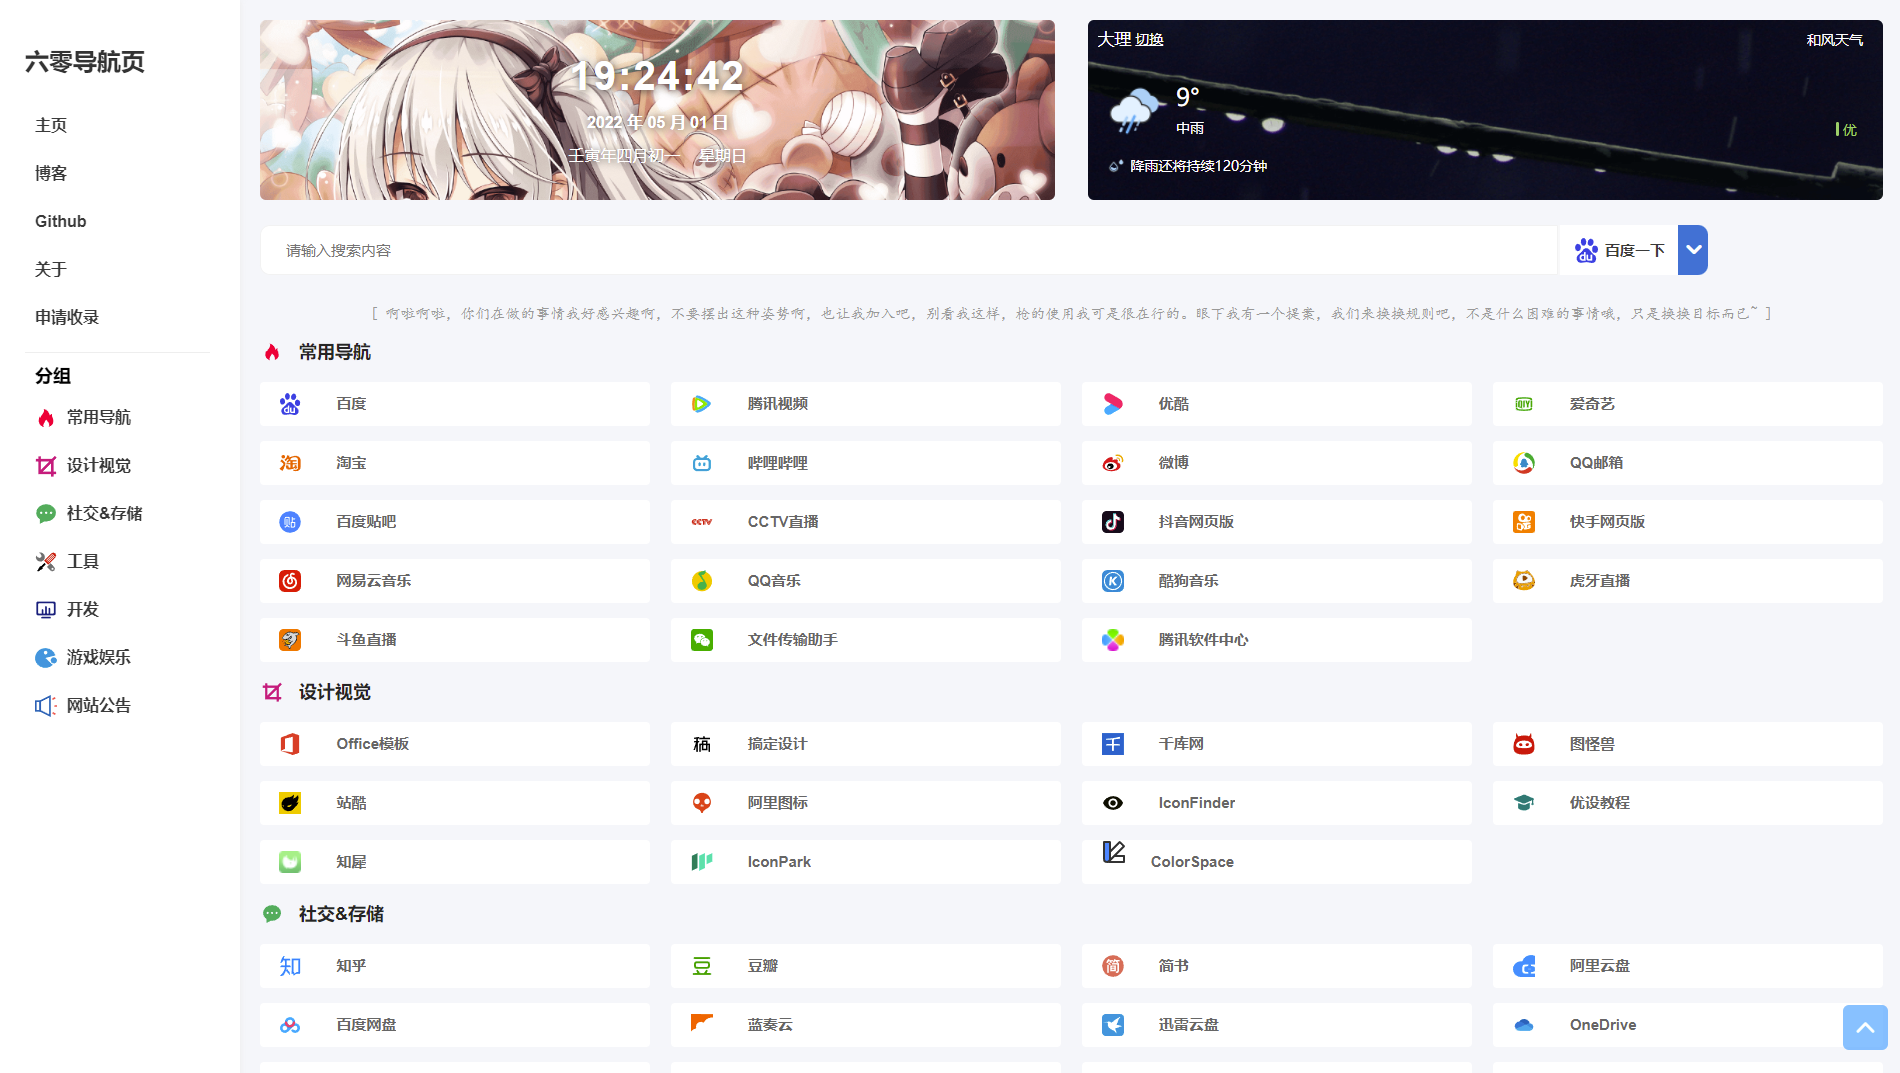 六零导航页
主页
博客
Github
关于
申请收录
分组
常用导航
设计视觉
社交&存储
工具
开发
游戏娱乐
网站公告
19:24:42
2022 年 05 月 01 日
壬寅年四月初一 星期日
大理 切换
和风天气
9°
中雨
优
降雨还将持续120分钟
请输入搜索内容
百度一下
[ 啊啦啊啦，你们在做的事情我好感兴趣啊，不要摆出这种姿势啊，也让我加入吧，别看我这样，枪的使用我可是很在行的。眼下我有一个提案，我们来换换规则吧，不是什么困难的事情哦，只是换换目标而已~ ]
常用导航
百度 腾讯视频 优酷 爱奇艺
淘宝 哔哩哔哩 微博 QQ邮箱
百度贴吧 CCTV直播 抖音网页版 快手网页版
网易云音乐 QQ音乐 酷狗音乐 虎牙直播
斗鱼直播 文件传输助手 腾讯软件中心
设计视觉
Office模板 搞定设计 千库网 图怪兽
站酷 阿里图标 IconFinder 优设教程
知犀 IconPark ColorSpace
社交&存储
知乎 豆瓣 简书 阿里云盘
百度网盘 蓝奏云 迅雷云盘 OneDrive